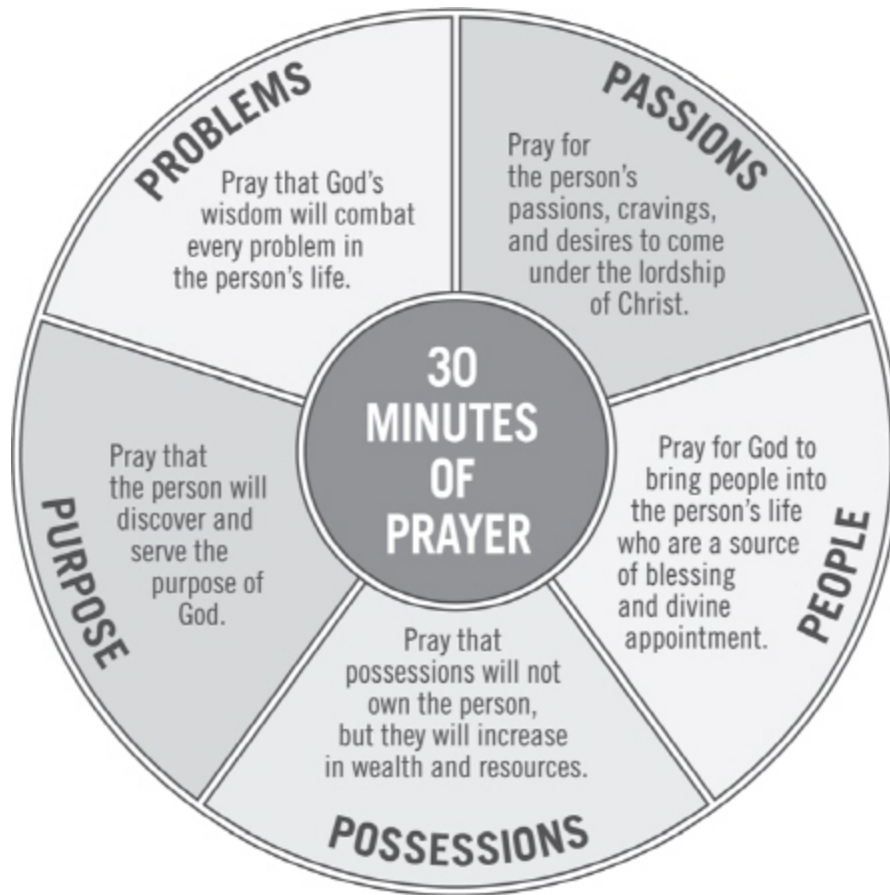 30
MINUTES
OF
PRAYER
PASSIONS
Pray for
the person’s
passions, cravings,
and desires to come
under the lordship
of Christ.
PEOPLE
Pray for God to
bring people into
the person’s life
who are a source
of blessing
and divine
appointment.
POSSESSIONS
Pray that
possessions will not
own the person,
but they will increase
in wealth and resources.
PURPOSE
Pray that
the person will
discover and
serve the
purpose of
God.
PROBLEMS
Pray that God’s
wisdom will combat
every problem in
the person’s life.